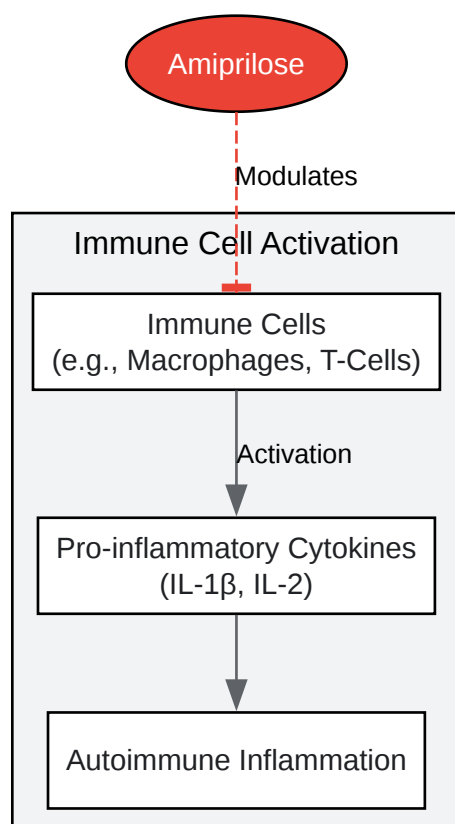 Amiprilose
Modulates
Immune Cell Activation
Immune Cells
(e.g., Macrophages, T-Cells)
Activation
Pro-inflammatory Cytokines
(IL-1β, IL-2)
Autoimmune Inflammation